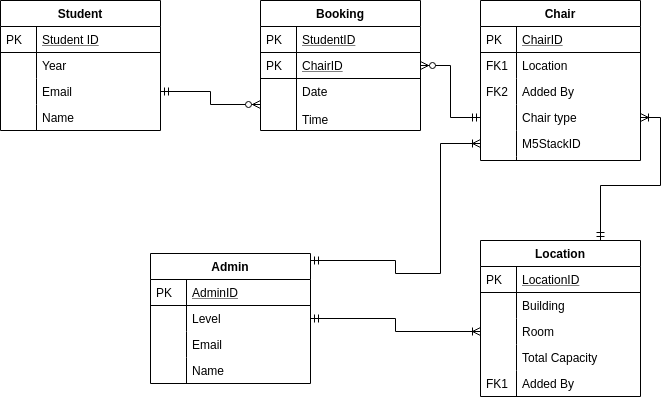 Student
PK Student ID
Year
Email
Name
Booking
PK StudentID
PK ChairID
Date
Time
Chair
PK ChairID
FK1 Location
FK2 Added By
Chair type
M5StackID
Admin
PK AdminID
Level
Email
Name
Location
PK LocationID
Building
Room
Total Capacity
FK1 Added By